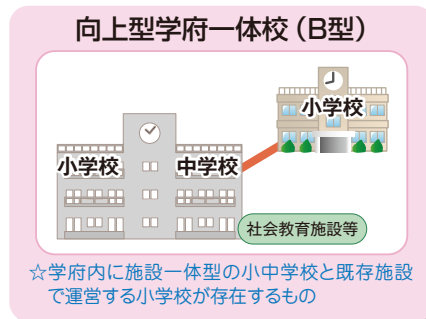 向上型学府一体校（B型）
小学校
小学校 中学校
社会教育施設等
☆学府内に施設一体型の小中学校と既存施設
で運営する小学校が存在するもの